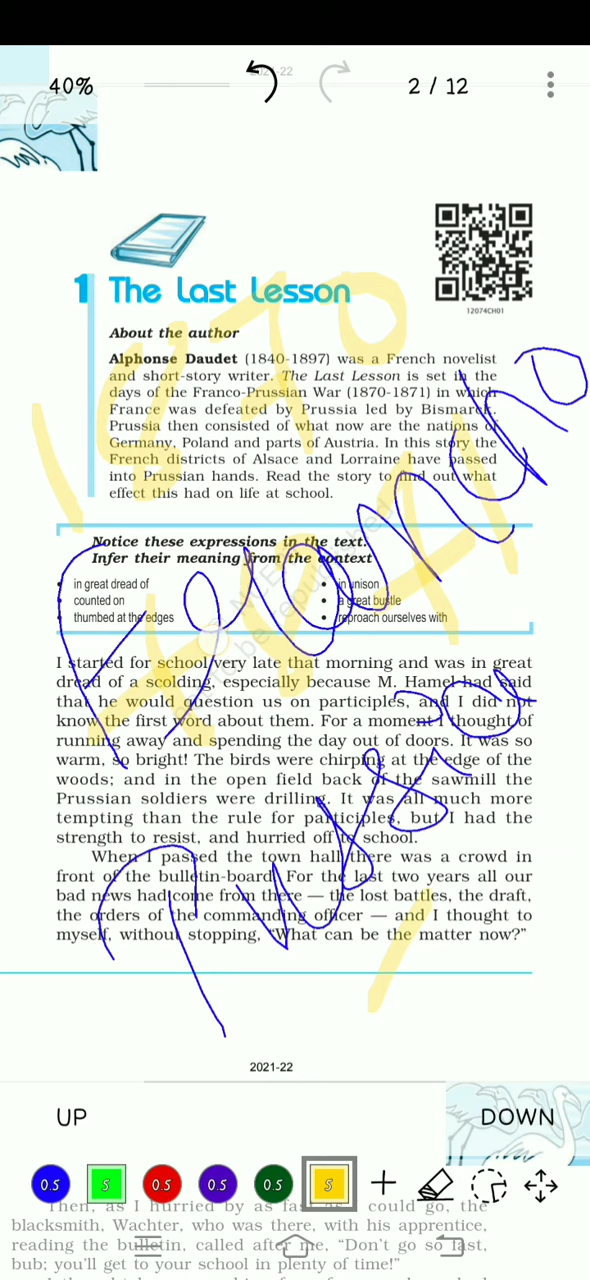 2021-22
40%
2 / 12
12074CH01
1 The Last Lesson
About the author
Alphonse Daudet (1840-1897) was a French novelist
and short-story writer. The Last Lesson is set in the
days of the Franco-Prussian War (1870-1871) in which
France was defeated by Prussia led by Bismarck.
Prussia then consisted of what now are the nations of
Germany, Poland and parts of Austria. In this story the
French districts of Alsace and Lorraine have passed
into Prussian hands. Read the story to find out what
effect this had on life at school.
Notice these expressions in the text.
Infer their meaning from the context
in great dread of
counted on
thumbed at the edges
• in unison
• a great bustle
• reproach ourselves with
I started for school very late that morning and was in great
dread of a scolding, especially because M. Hamel had said
that he would question us on participles, and I did not
know the first word about them. For a moment I thought of
running away and spending the day out of doors. It was so
warm, so bright! The birds were chirping at the edge of the
woods; and in the open field back of the sawmill the
Prussian soldiers were drilling. It was all much more
tempting than the rule for participles, but I had the
strength to resist, and hurried off to school.
When I passed the town hall there was a crowd in
front of the bulletin-board. For the last two years all our
bad news had come from there — the lost battles, the draft,
the orders of the commanding officer — and I thought to
myself, without stopping, “What can be the matter now?”
1870
2021-22
UP
DOWN
0.5 5 0.5 0.5 0.5 5
Then, as I hurried by as fast as I could go, the
blacksmith, Wachter, who was there, with his apprentice,
reading the bulletin, called after me, “Don’t go so fast,
bub; you’ll get to your school in plenty of time!”